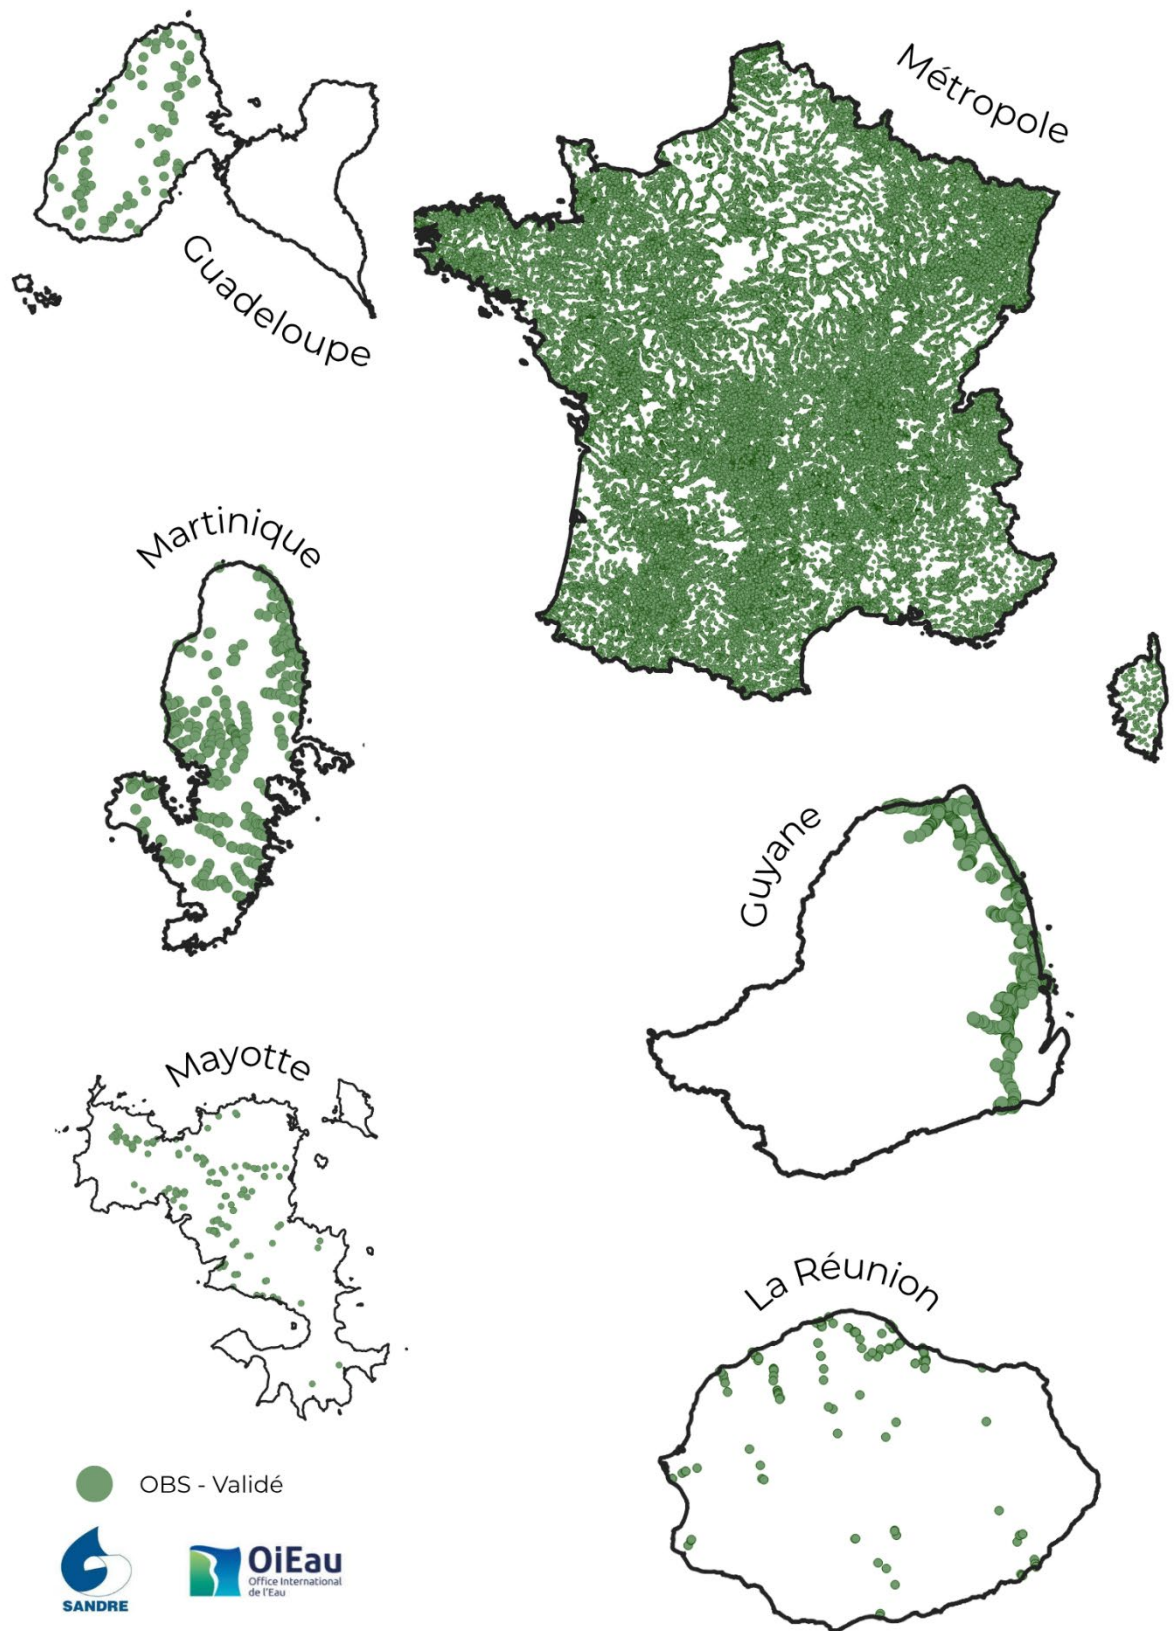 Métropole
Guadeloupe
Martinique
Guyane
Mayotte
La Réunion
OBS - Validé
SANDRE
OiEau
Office International
de l'Eau